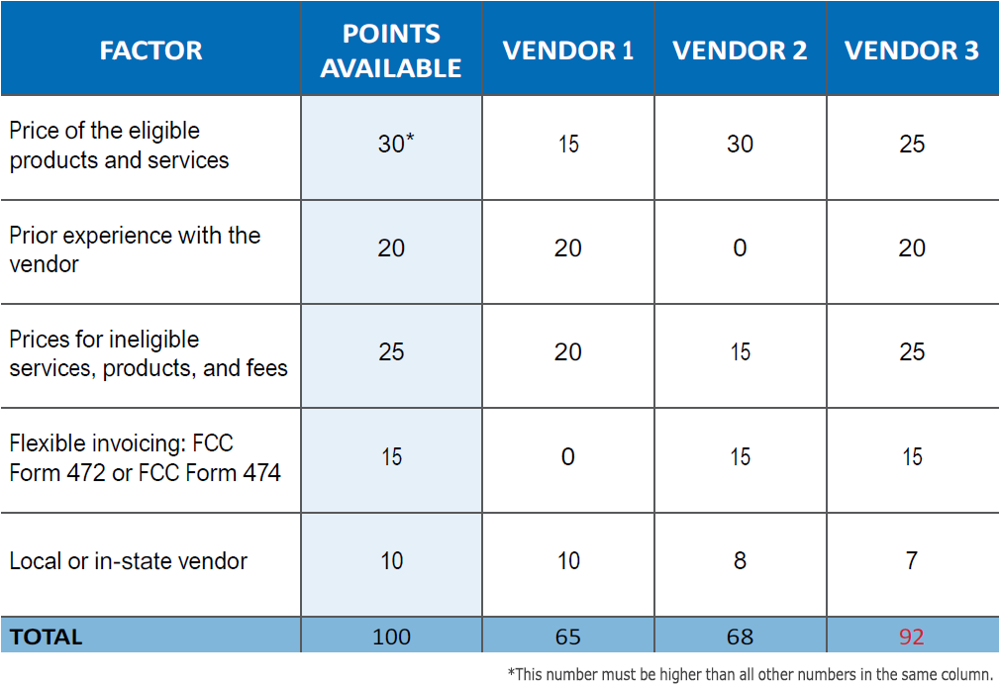 FACTOR POINTS AVAILABLE VENDOR 1 VENDOR 2 VENDOR 3
Price of the eligible
products and services 30* 15 30 25
Prior experience with the
vendor 20 20 0 20
Prices for ineligible
services, products, and fees 25 20 15 25
Flexible invoicing: FCC
Form 472 or FCC Form 474 15 0 15 15
Local or in-state vendor 10 10 8 7
TOTAL 100 65 68 92
*This number must be higher than all other numbers in the same column.